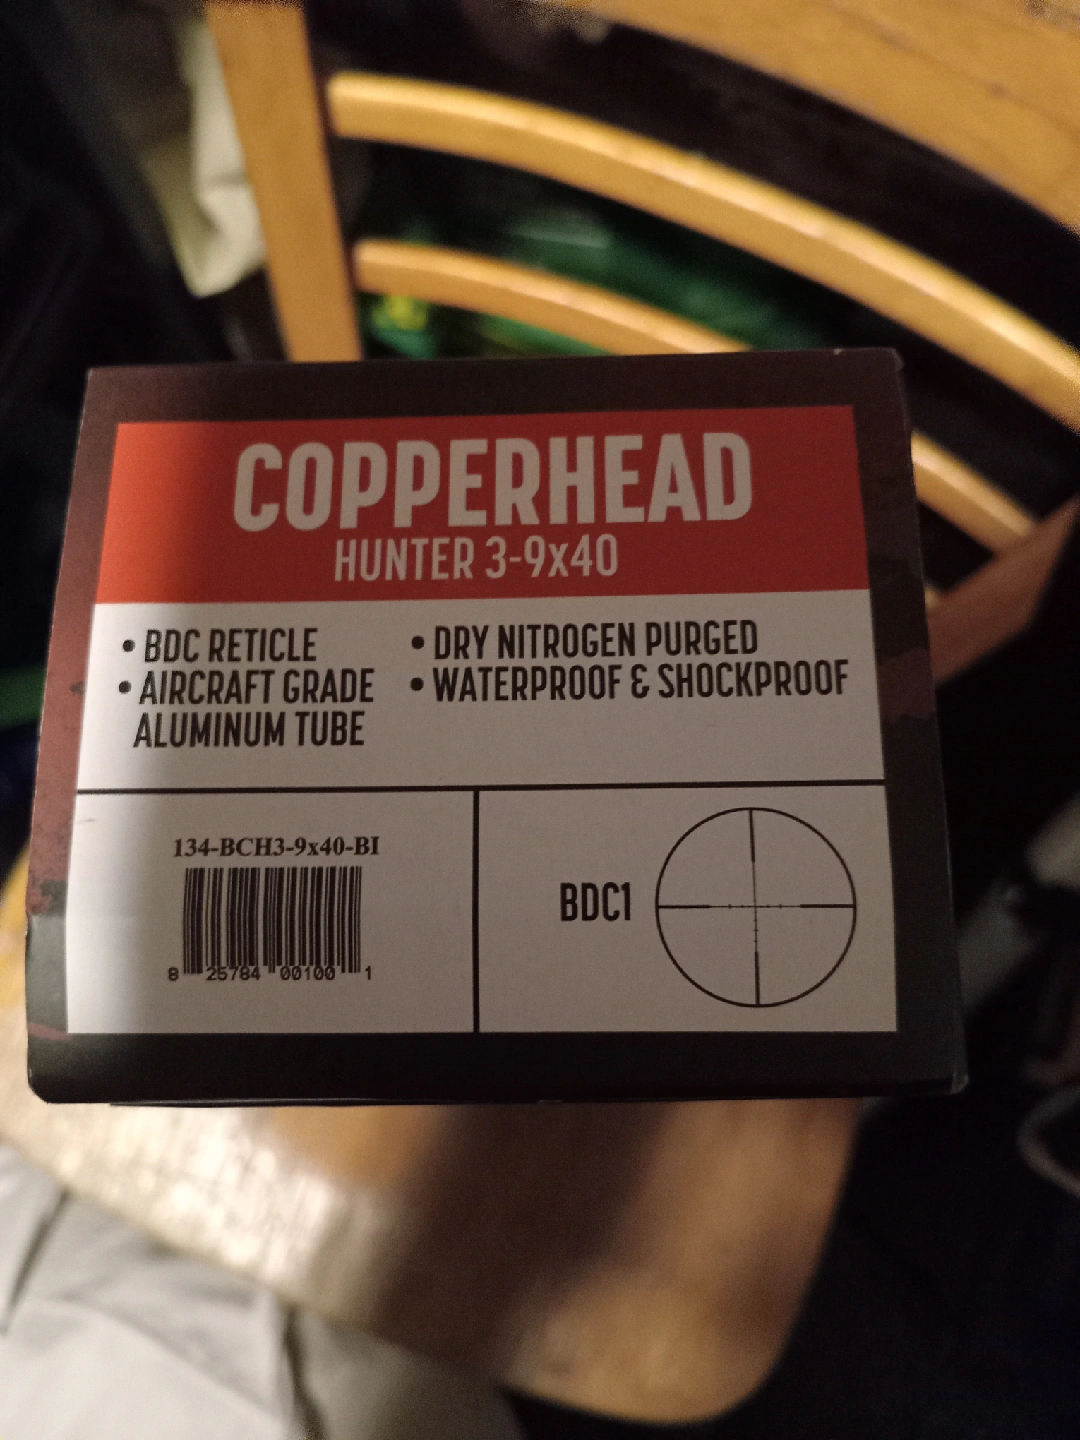 COPPERHEAD
HUNTER 3-9x40
• BDC RETICLE
• AIRCRAFT GRADE
ALUMINUM TUBE
• DRY NITROGEN PURGED
• WATERPROOF & SHOCKPROOF
134-BCH3-9x40-BI
8 25784 00100 1
BDC1